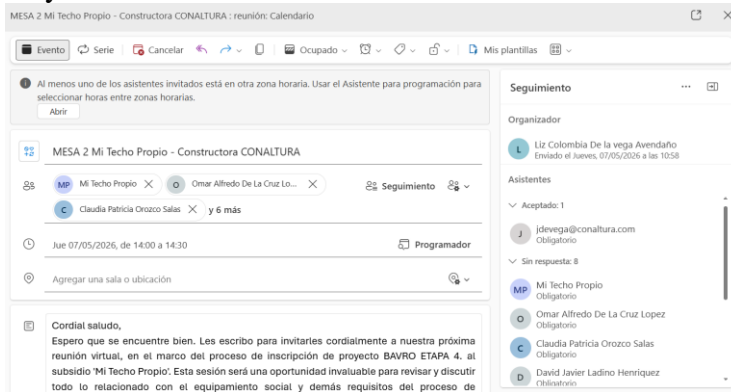 MESA 2 Mi Techo Propio - Constructora CONALTURA : reunión: Calendario
Evento Serie Cancelar Ocupado Mis plantillas
Al menos uno de los asistentes invitados está en otra zona horaria. Usar el Asistente para programación para
seleccionar horas entre zonas horarias.
Abrir
MESA 2 Mi Techo Propio - Constructora CONALTURA
MP Mi Techo Propio O Omar Alfredo De La Cruz Lo... Seguimiento
C Claudia Patricia Orozco Salas y 6 más
Jue 07/05/2026, de 14:00 a 14:30 Programador
Agregar una sala o ubicación
Cordial saludo,
Espero que se encuentre bien. Les escribo para invitarles cordialmente a nuestra próxima
reunión virtual, en el marco del proceso de inscripción de proyecto BAVRO ETAPA 4. al
subsidio 'Mi Techo Propio'. Esta sesión será una oportunidad invaluable para revisar y discutir
todo lo relacionado con el equipamiento social y demás requisitos del proceso de
Seguimiento
Organizador
L Liz Colombia De la vega Avendaño
Enviado el Jueves, 07/05/2026 a las 10:58
Asistentes
Aceptado: 1
J jdevega@conaltura.com
Obligatorio
Sin respuesta: 8
MP Mi Techo Propio
Obligatorio
O Omar Alfredo De La Cruz Lopez
Obligatorio
C Claudia Patricia Orozco Salas
Obligatorio
D David Javier Ladino Henriquez
Obligatorio